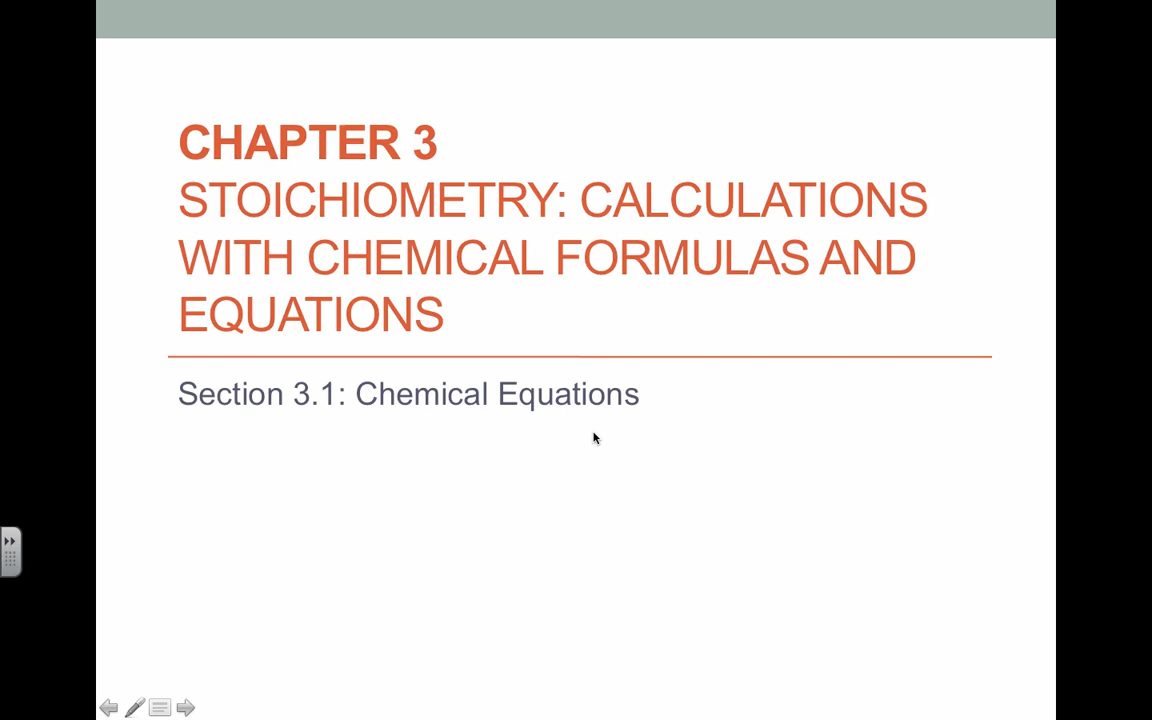 CHAPTER 3
STOICHIOMETRY: CALCULATIONS
WITH CHEMICAL FORMULAS AND
EQUATIONS
Section 3.1: Chemical Equations